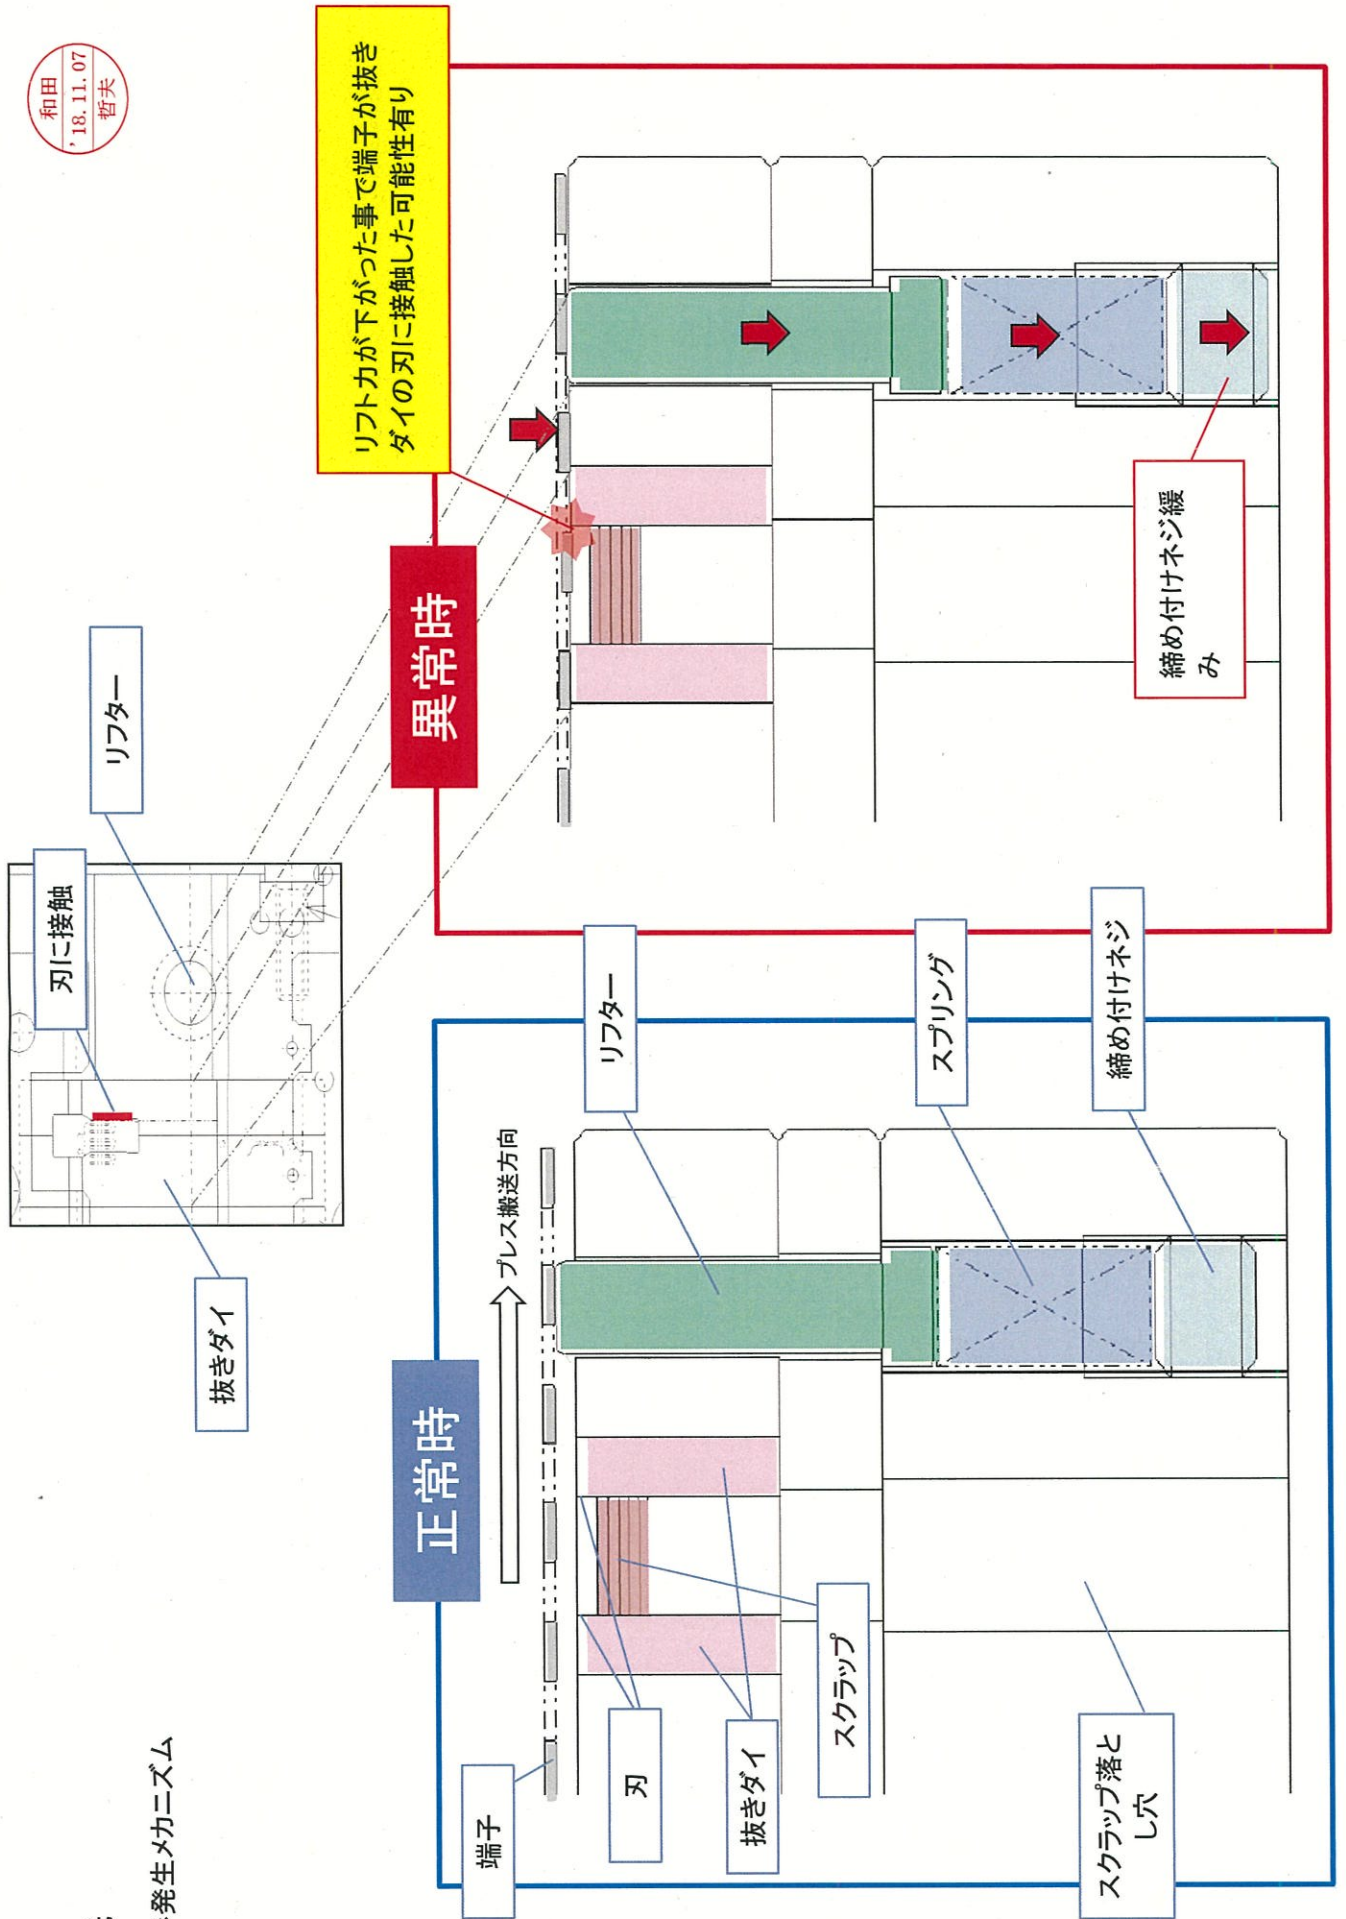 発生メカニズム
和田
'18.11.07
哲夫
抜きダイ
刃に接触
リフター
正常時
プレス搬送方向
端子
刃
抜きダイ
スクラップ
スクラップ落と
し穴
リフター
スプリング
締め付けネジ
異常時
リフト力が下がった事で端子が抜き
ダイの刃に接触した可能性有り
締め付けネジ緩
み